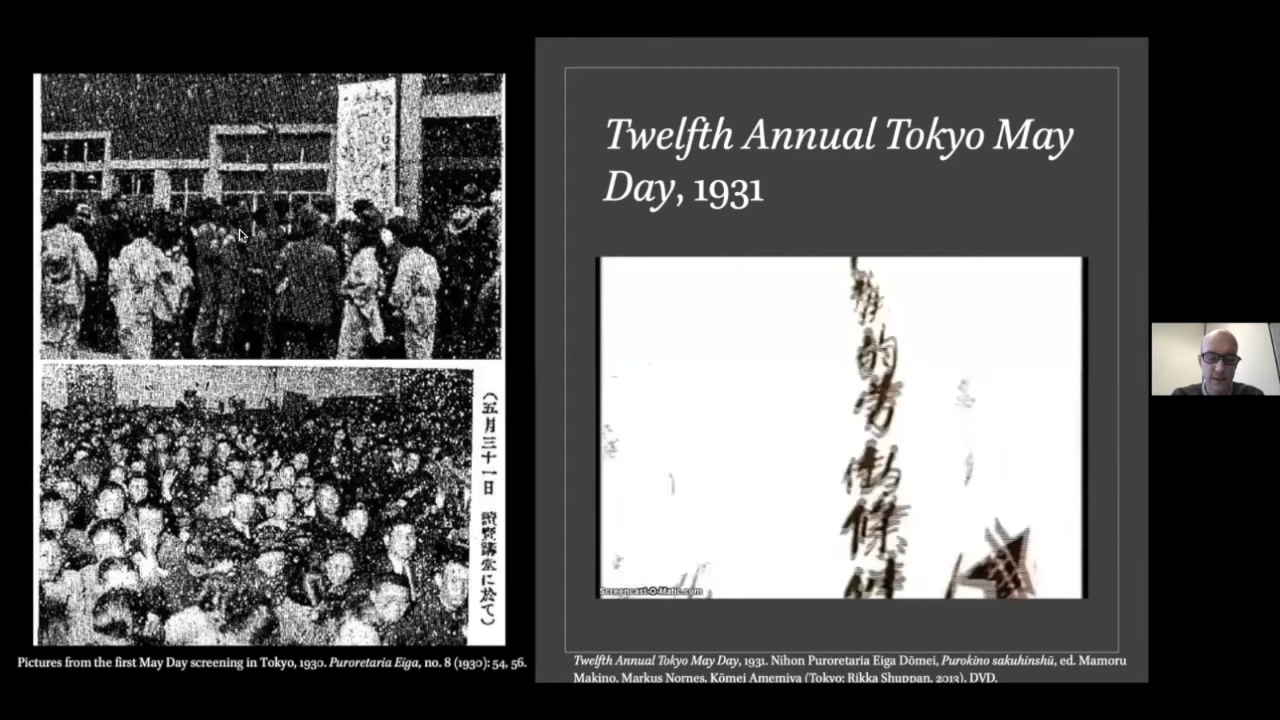 (五月三十一日 讀賣講堂に於て)
Pictures from the first May Day screening in Tokyo, 1930. Puroretaria Eiga, no. 8 (1930): 54, 56.
Twelfth Annual Tokyo May
Day, 1931
的労働條件
Screencast-O-Matic.com
Twelfth Annual Tokyo May Day, 1931. Nihon Puroretaria Eiga Dōmei, Purokino sakuhinshū, ed. Mamoru
Makino, Markus Nornes, Kōmei Amemiya (Tokyo: Rikka Shuppan, 2013), DVD.